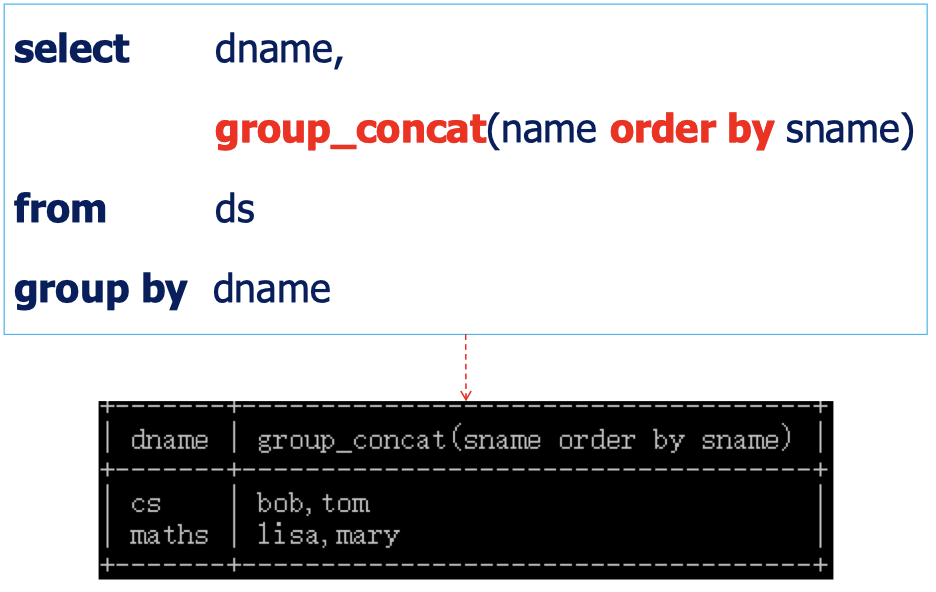 select dname,
group_concat(name order by sname)
from ds
group by dname
+-------+-------------------------------------+
| dname | group_concat(sname order by sname) |
+-------+-------------------------------------+
| cs | bob,tom |
| maths | lisa,mary |
+-------+-------------------------------------+